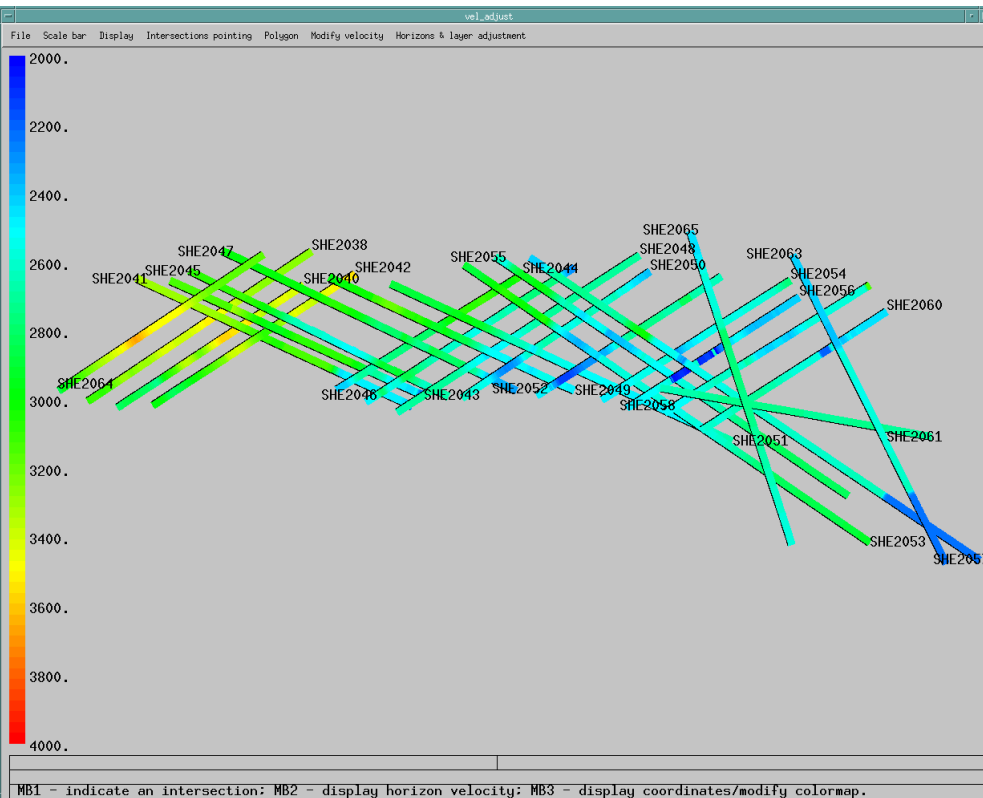 vel_adjust
File Scale bar Display Intersections pointing Polygon Modify velocity Horizons & layer adjustment
2000.
2200.
2400.
2600.
2800.
3000.
3200.
3400.
3600.
3800.
4000.
SHE2065
SHE2047
SHE2038
SHE2048
SHE2063
SHE2055
SHE2041
SHE2045
SHE2042
SHE2040
SHE2044
SHE2050
SHE2054
SHE2056
SHE2060
SHE2064
SHE2046
SHE2043
SHE2052
SHE2049
SHE2058
SHE2051
SHE2061
SHE2053
SHE205
MB1 - indicate an intersection: MB2 - display horizon velocity: MB3 - display coordinates/modify colormap.